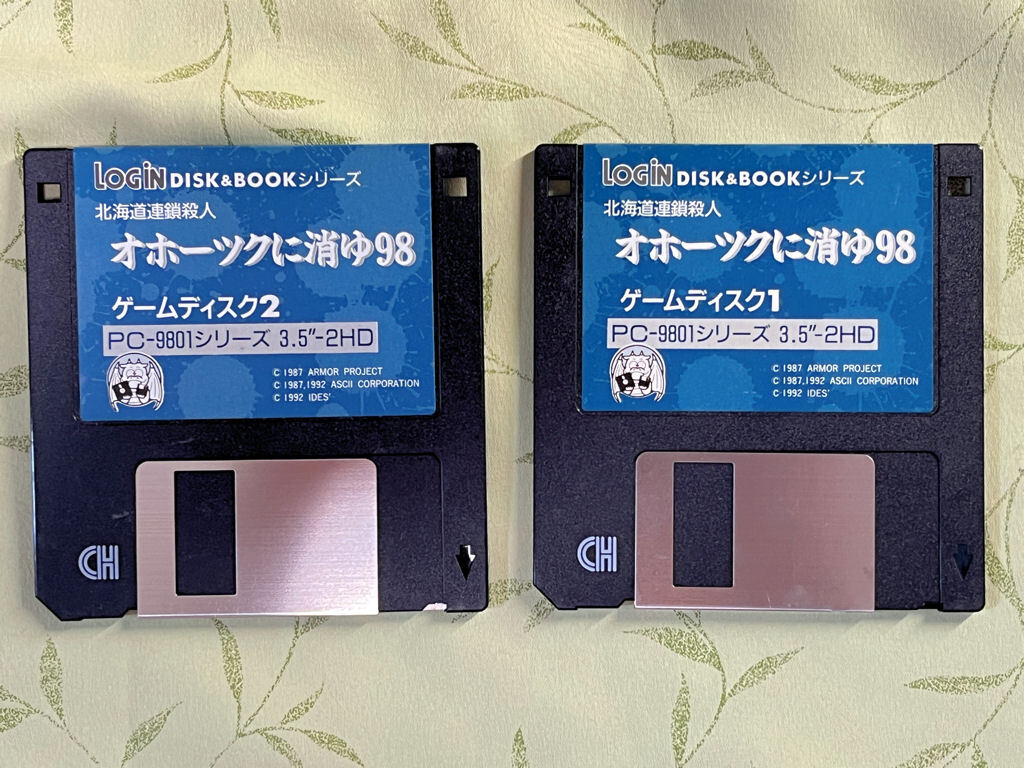 LOGiN DISK&BOOKシリーズ
北海道連鎖殺人
オホーツクに消ゆ98
ゲームディスク2
PC-9801シリーズ 3.5″-2HD
© 1987 ARMOR PROJECT
© 1987,1992 ASCII CORPORATION
© 1992 IDES'
CH
LOGiN DISK&BOOKシリーズ
北海道連鎖殺人
オホーツクに消ゆ98
ゲームディスク1
PC-9801シリーズ 3.5″-2HD
© 1987 ARMOR PROJECT
© 1987,1992 ASCII CORPORATION
© 1992 IDES'
CH